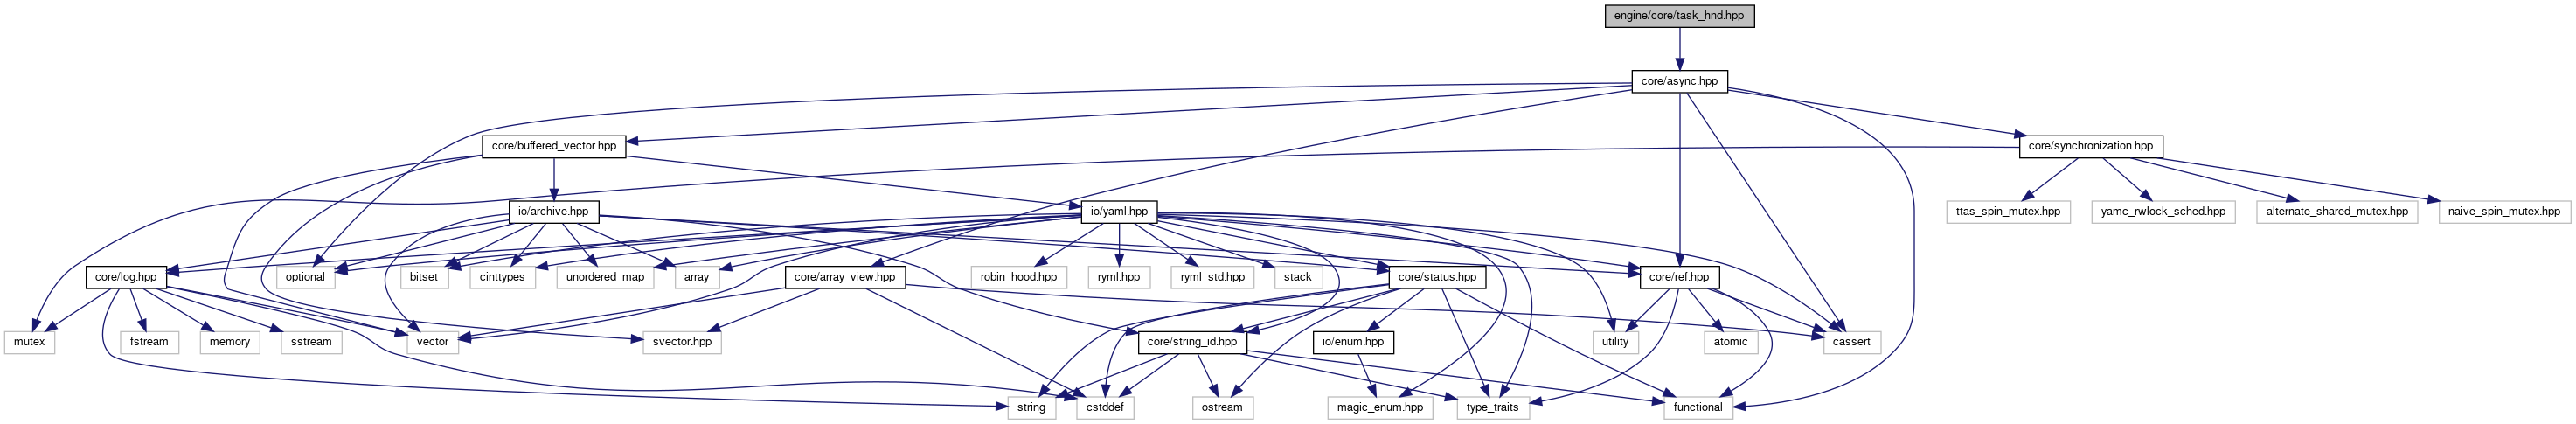 engine/core/task_hnd.hpp
core/async.hpp
core/buffered_vector.hpp
core/synchronization.hpp
io/archive.hpp
io/yaml.hpp
ttas_spin_mutex.hpp
yamc_rwlock_sched.hpp
alternate_shared_mutex.hpp
naive_spin_mutex.hpp
core/log.hpp
optional
bitset
cinttypes
unordered_map
array
core/array_view.hpp
robin_hood.hpp
ryml.hpp
ryml_std.hpp
stack
core/status.hpp
core/ref.hpp
mutex
fstream
memory
sstream
vector
svector.hpp
core/string_id.hpp
io/enum.hpp
utility
atomic
cassert
string
cstddef
ostream
magic_enum.hpp
type_traits
functional